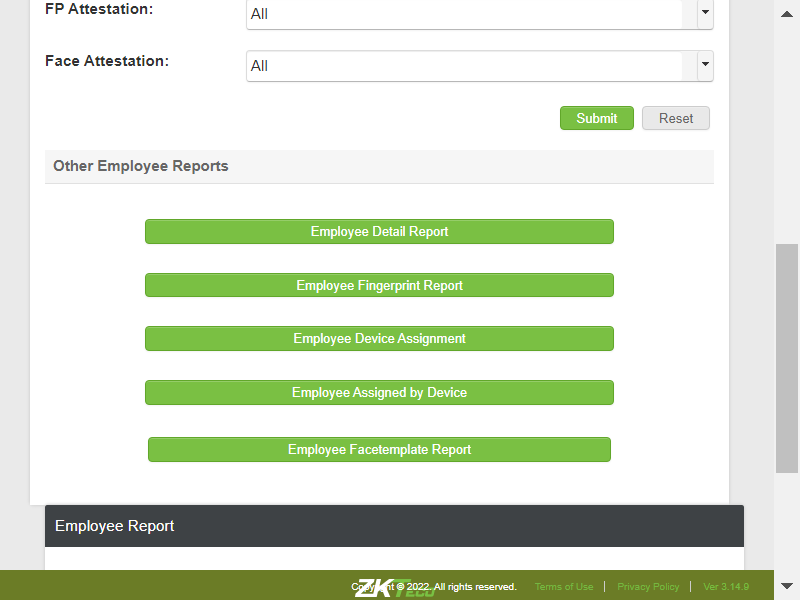 FP Attestation:
All
Face Attestation:
All
Submit
Reset
Other Employee Reports
Employee Detail Report
Employee Fingerprint Report
Employee Device Assignment
Employee Assigned by Device
Employee Facetemplate Report
Employee Report
ZKTeco
Copyright © 2022. All rights reserved.
Terms of Use | Privacy Policy | Ver 3.14.9